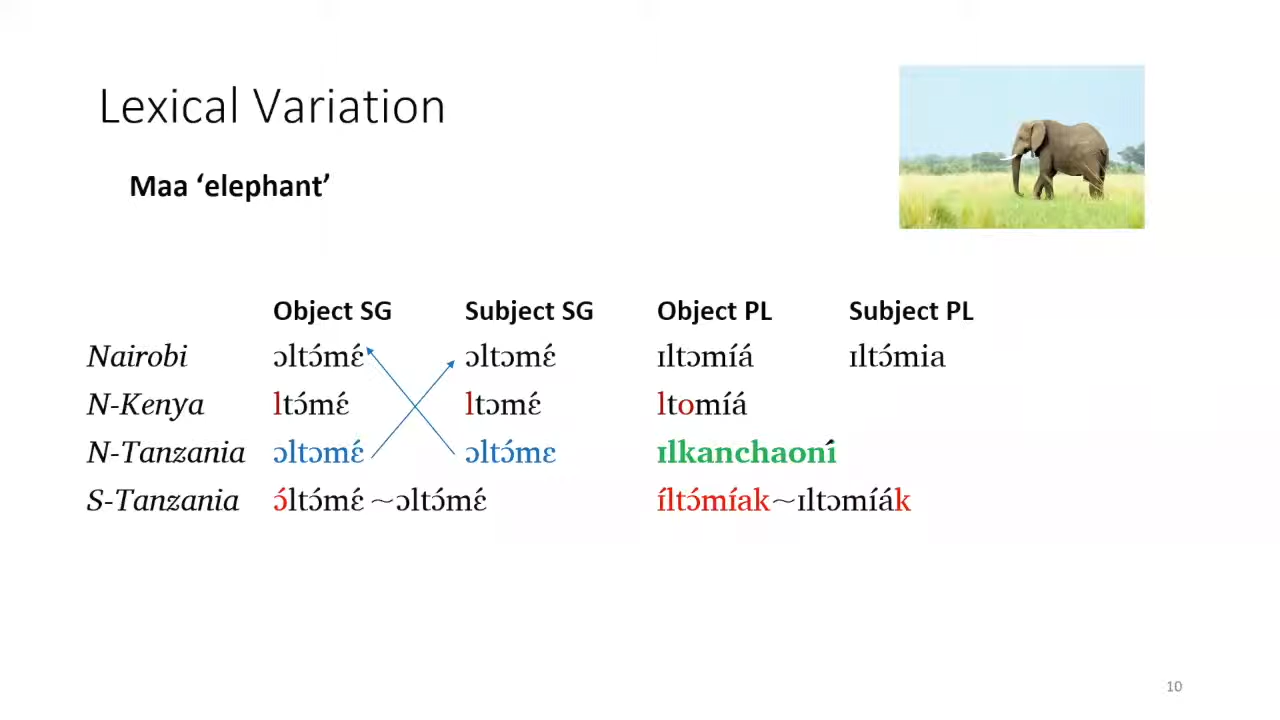 Lexical Variation
Maa ‘elephant’
Object SG Subject SG Object PL Subject PL
Nairobi ɔltɔ́mɛ́ ɔltɔmɛ́ ɪltɔmíá ɪltɔ́mia
N-Kenya ltɔ́mɛ́ ltɔmɛ́ ltomíá
N-Tanzania ɔltɔmɛ́ ɔltɔ́mɛ ɪlkanchaoní
S-Tanzania ɔ́ltɔ́mɛ́ ~ɔltɔ́mɛ́ ɪ́ltɔ́míak~ɪltɔmíák
10